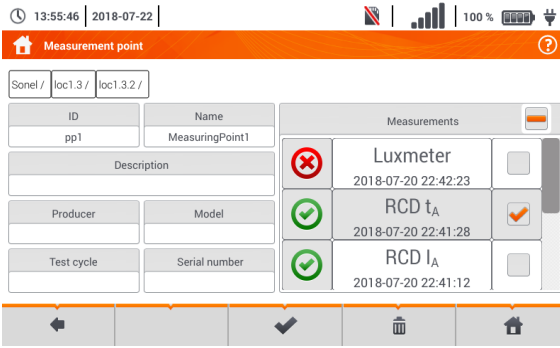 13:55:46 2018-07-22 100 %
Measurement point ?
Sonel / loc1.3 / loc1.3.2 /
ID Name Measurements
pp1 MeasuringPoint1
Description
Producer Model
Test cycle Serial number
Luxmeter
2018-07-20 22:42:23
RCD tA
2018-07-20 22:41:28
RCD IA
2018-07-20 22:41:12